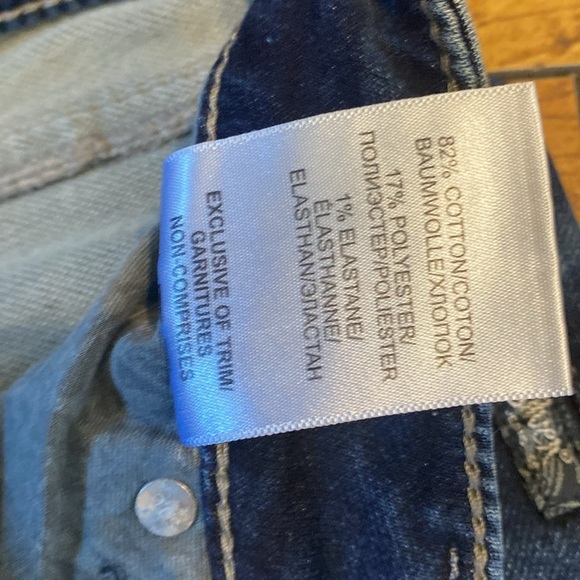 82% COTTON/COTON
BAUMWOLLE/ХЛОПОК
17% POLYESTER
ПОЛИЭСТЕР/POLIESTER
1% ELASTANE/
ÉLASTHANNE/
ELASTHAN/ЭЛАСТАН
EXCLUSIVE OF TRIM/
GARNITURES
NON-COMPRISES